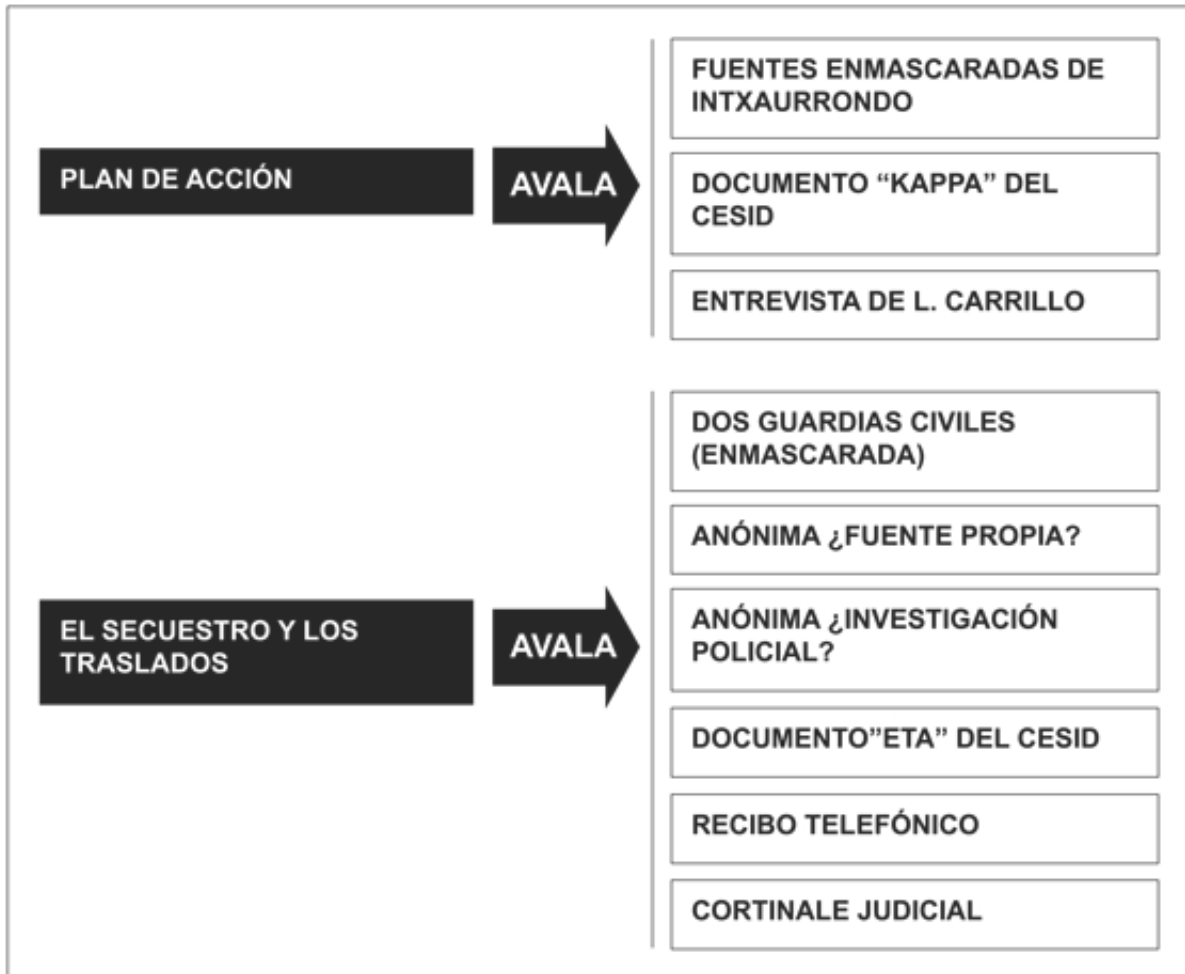 PLAN DE ACCIÓN
AVALA
FUENTES ENMASCARADAS DE
INTXAURRONDO
DOCUMENTO “KAPPA” DEL
CESID
ENTREVISTA DE L. CARRILLO
EL SECUESTRO Y LOS
TRASLADOS
AVALA
DOS GUARDIAS CIVILES
(ENMASCARADA)
ANÓNIMA ¿FUENTE PROPIA?
ANÓNIMA ¿INVESTIGACIÓN
POLICIAL?
DOCUMENTO”ETA” DEL CESID
RECIBO TELEFÓNICO
CORTINALE JUDICIAL